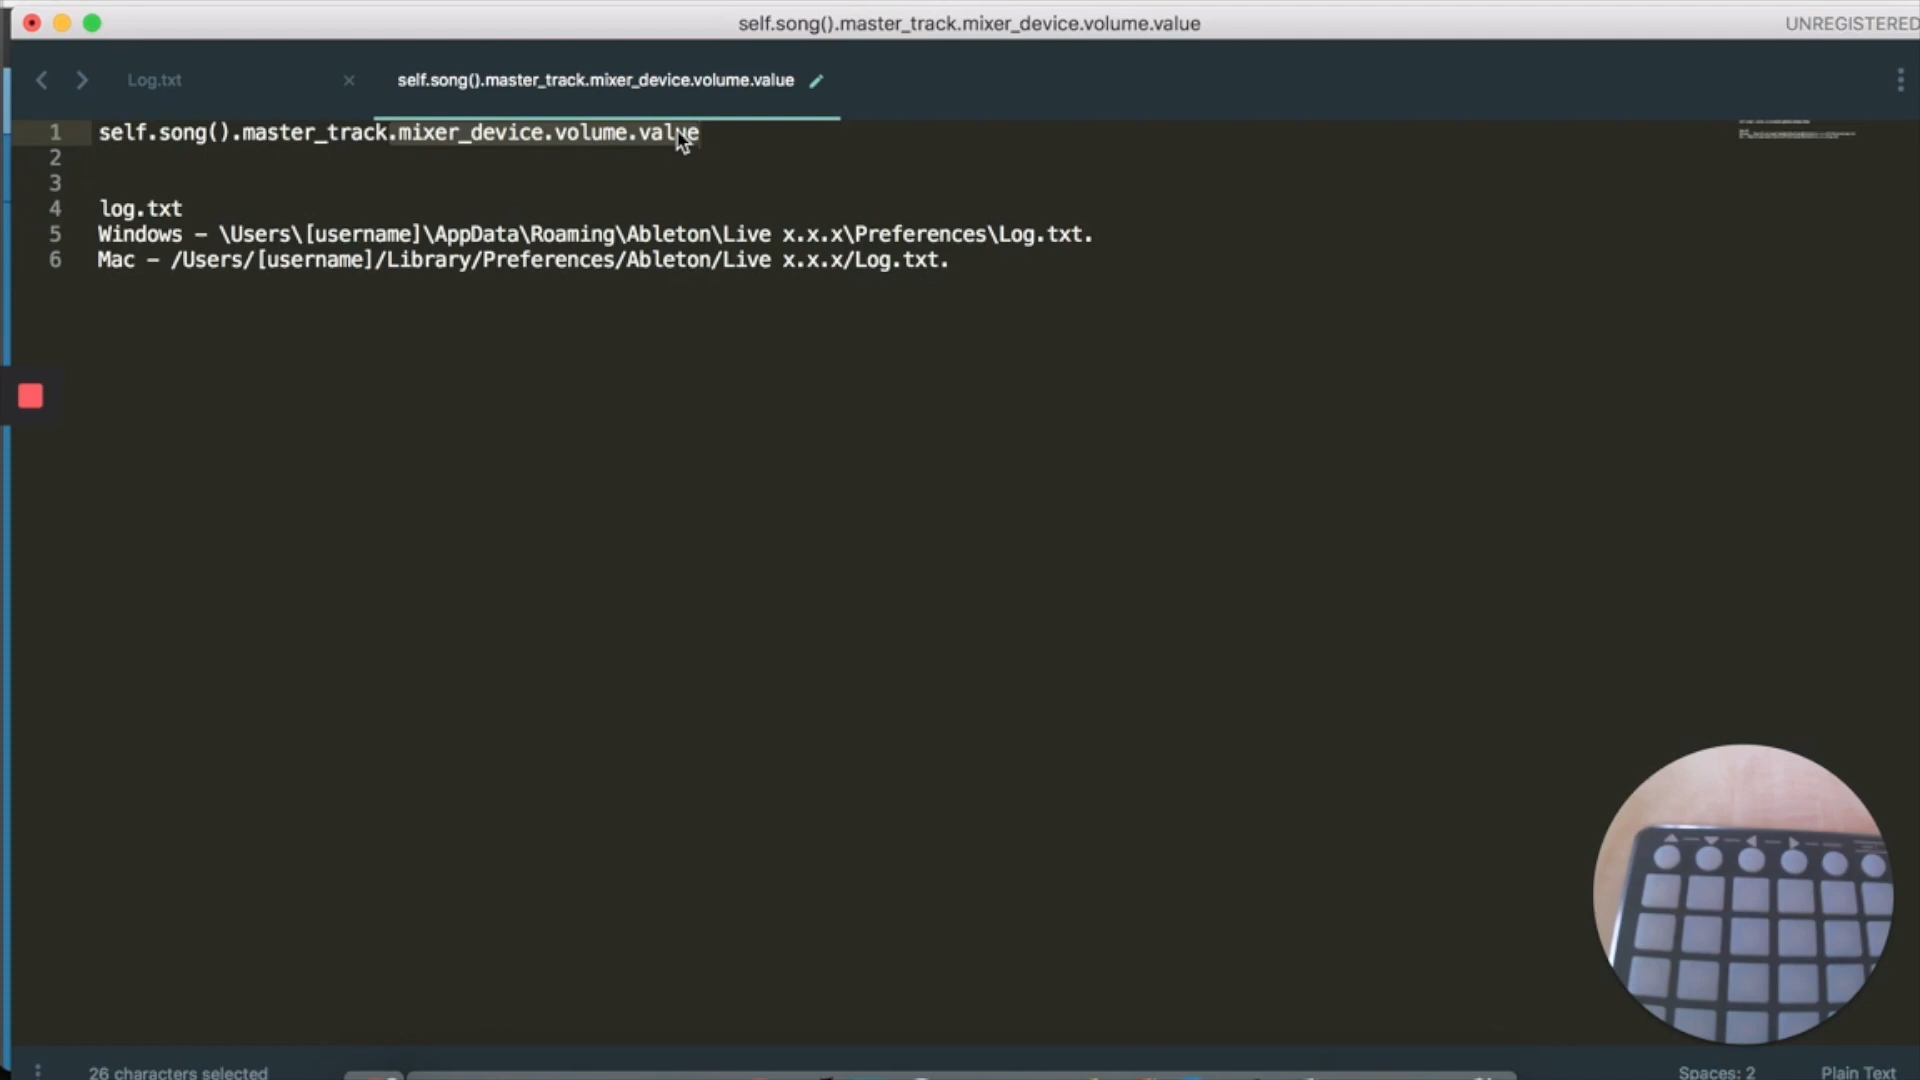 self.song().master_track.mixer_device.volume.value
UNREGISTERED
Log.txt
self.song().master_track.mixer_device.volume.value
1 self.song().master_track.mixer_device.volume.value
2
3
4 log.txt
5 Windows – \Users\[username]\AppData\Roaming\Ableton\Live x.x.x\Preferences\Log.txt.
6 Mac – /Users/[username]/Library/Preferences/Ableton/Live x.x.x/Log.txt.
26 characters selected
Spaces: 2
Plain Text